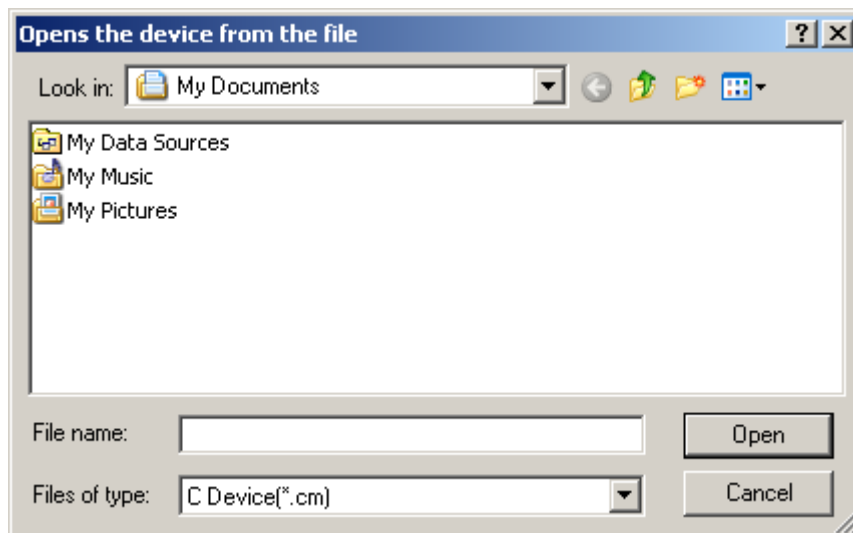 Opens the device from the file
Look in: My Documents
My Data Sources
My Music
My Pictures
File name: Open
Files of type: C Device(*.cm) Cancel